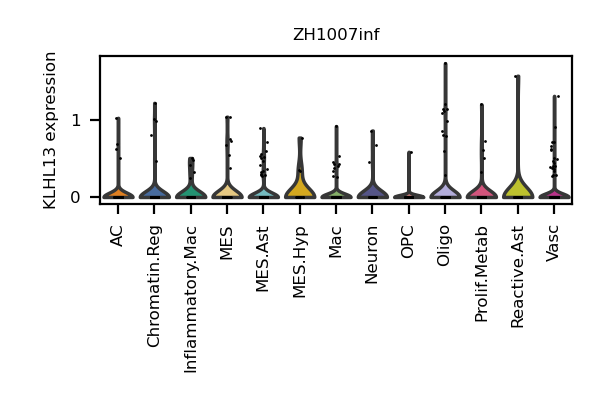 ZH1007inf
KLHL13 expression
1
0
AC
Chromatin.Reg
Inflammatory.Mac
MES
MES.Ast
MES.Hyp
Mac
Neuron
OPC
Oligo
Prolif.Metab
Reactive.Ast
Vasc